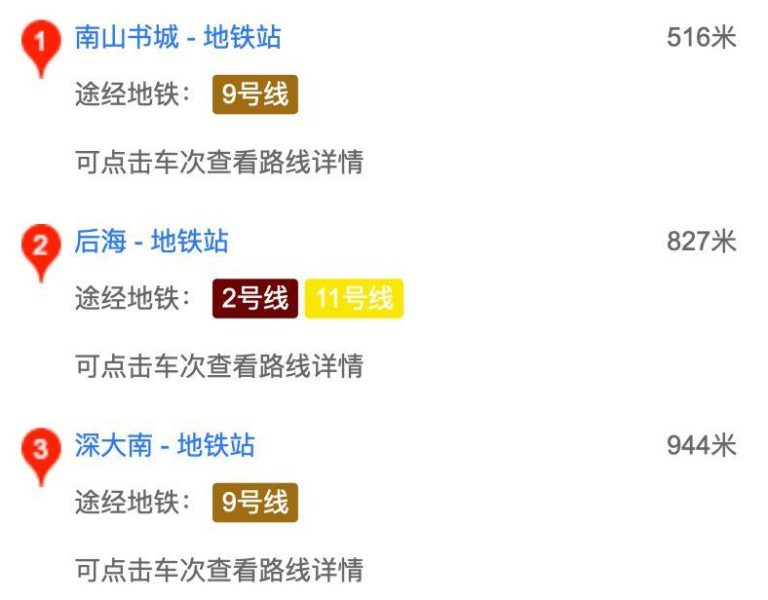 1 南山书城 - 地铁站 516米
途经地铁： 9号线
可点击车次查看路线详情
2 后海 - 地铁站 827米
途经地铁： 2号线 11号线
可点击车次查看路线详情
3 深大南 - 地铁站 944米
途经地铁： 9号线
可点击车次查看路线详情